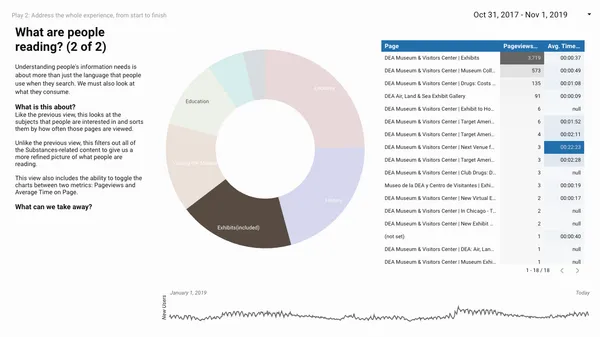 Play 2: Address the whole experience, from start to finish
Oct 31, 2017 - Nov 1, 2019
What are people
reading? (2 of 2)
Understanding people's information needs is
about more than just the language that people
use when they search. We must also look at
what they consume.
What is this about?
Like the previous view, this looks at the
subjects that people are interested in and sorts
them by how often those pages are viewed.
Unlike the previous view, this filters out all of
the Substances-related content to give us a
more refined picture of what people are
reading.
This view also includes the ability to toggle the
charts between two metrics: Pageviews and
Average Time on Page.
What can we take away?
Education
Exhibits(included)
Page Pageviews... Avg. Time...
DEA Museum & Visitors Center | Exhibits 3,719 00:00:37
DEA Museum & Visitors Center | Museum Coll... 573 00:00:49
DEA Museum & Visitors Center | Drugs: Costs ... 135 00:01:08
DEA Air, Land & Sea Exhibit Gallery 91 00:00:09
DEA Museum & Visitors Center | Exhibit to Ho... 6 null
DEA Museum & Visitors Center | Target Ameri... 6 00:01:52
DEA Museum & Visitors Center | Target Ameri... 4 00:02:11
DEA Museum & Visitors Center | Next Venue f... 3 00:22:23
DEA Museum & Visitors Center | Target Ameri... 3 00:02:28
DEA Museum & Visitors Center | Club Drugs: D... 3 null
Museo de la DEA y Centro de Visitantes | Exhi... 3 00:00:19
DEA Museum & Visitors Center | New Virtual E... 2 00:00:17
DEA Museum & Visitors Center | In Chicago - T... 2 null
DEA Museum & Visitors Center | New Exhibit ... 2 null
(not set) 1 00:00:40
DEA Museum & Visitors Center | DEA: Air, Lan... 1 null
DEA Museum & Visitors Center | Museum Exhi... 1 null
1 - 18 / 18
New Users
January 1, 2019
Today